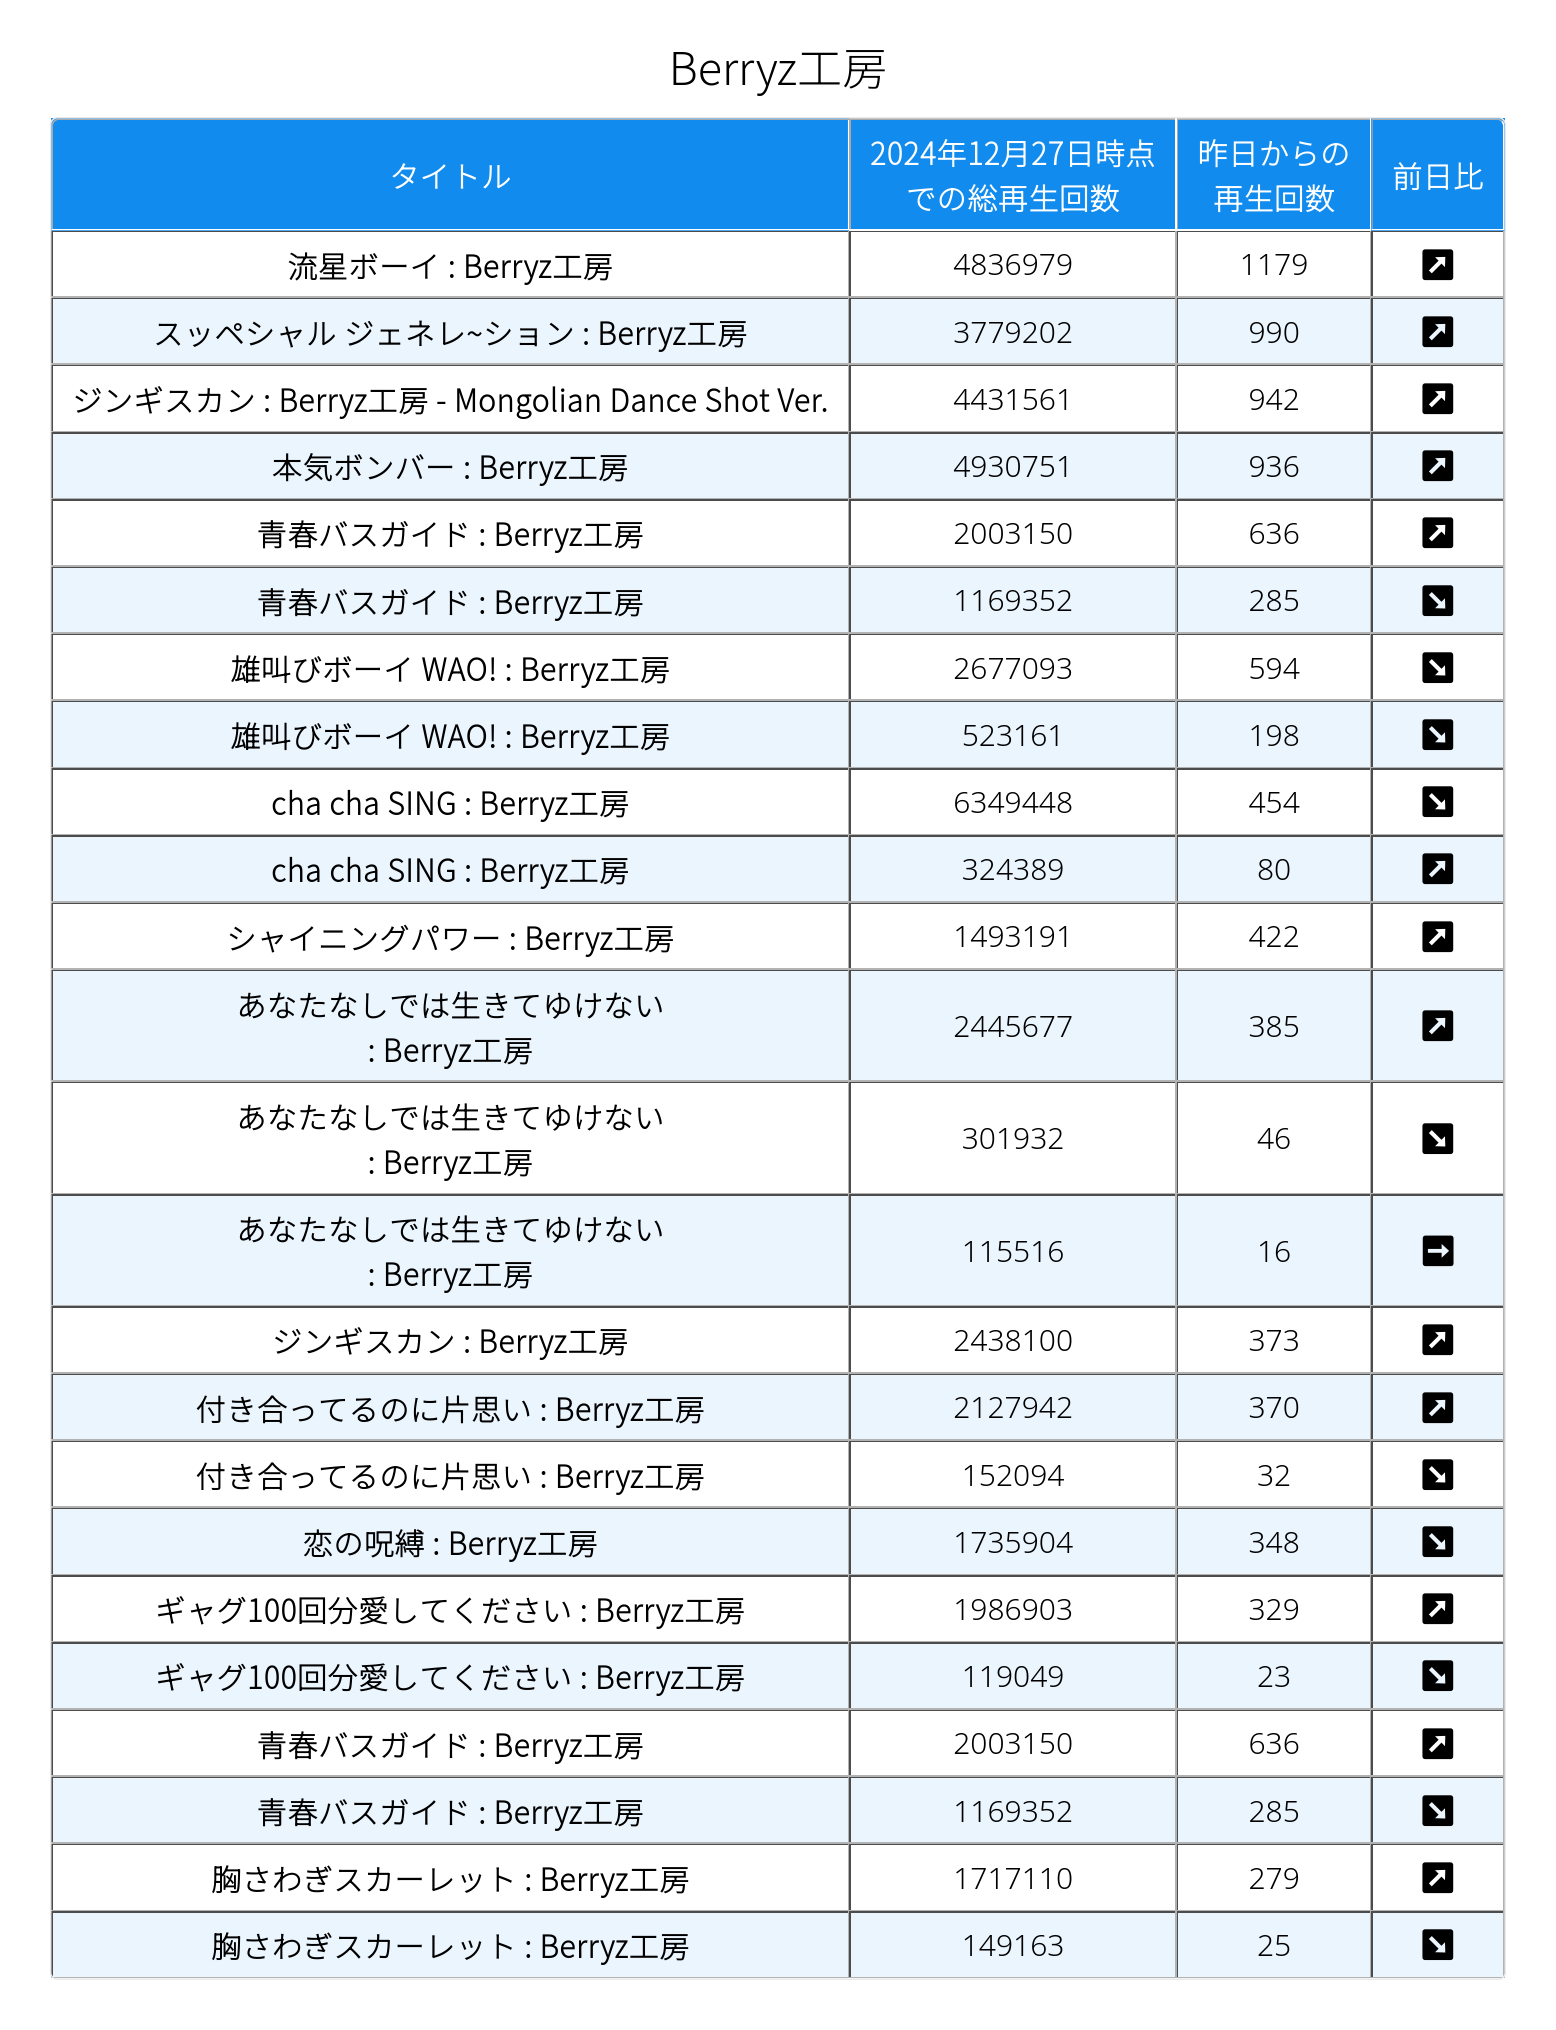 Berryz工房
タイトル 2024年12月27日時点での総再生回数 昨日からの再生回数 前日比
流星ボーイ : Berryz工房 4836979 1179 ↗
スッペシャル ジェネレ~ション : Berryz工房 3779202 990 ↗
ジンギスカン : Berryz工房 - Mongolian Dance Shot Ver. 4431561 942 ↗
本気ボンバー : Berryz工房 4930751 936 ↗
青春バスガイド : Berryz工房 2003150 636 ↗
青春バスガイド : Berryz工房 1169352 285 ↘
雄叫びボーイ WAO! : Berryz工房 2677093 594 ↘
雄叫びボーイ WAO! : Berryz工房 523161 198 ↘
cha cha SING : Berryz工房 6349448 454 ↘
cha cha SING : Berryz工房 324389 80 ↗
シャイニングパワー : Berryz工房 1493191 422 ↗
あなたなしでは生きてゆけない : Berryz工房 2445677 385 ↗
あなたなしでは生きてゆけない : Berryz工房 301932 46 ↘
あなたなしでは生きてゆけない : Berryz工房 115516 16 →
ジンギスカン : Berryz工房 2438100 373 ↗
付き合ってるのに片思い : Berryz工房 2127942 370 ↗
付き合ってるのに片思い : Berryz工房 152094 32 ↘
恋の呪縛 : Berryz工房 1735904 348 ↘
ギャグ100回分愛してください : Berryz工房 1986903 329 ↗
ギャグ100回分愛してください : Berryz工房 119049 23 ↘
青春バスガイド : Berryz工房 2003150 636 ↗
青春バスガイド : Berryz工房 1169352 285 ↘
胸さわぎスカーレット : Berryz工房 1717110 279 ↗
胸さわぎスカーレット : Berryz工房 149163 25 ↘